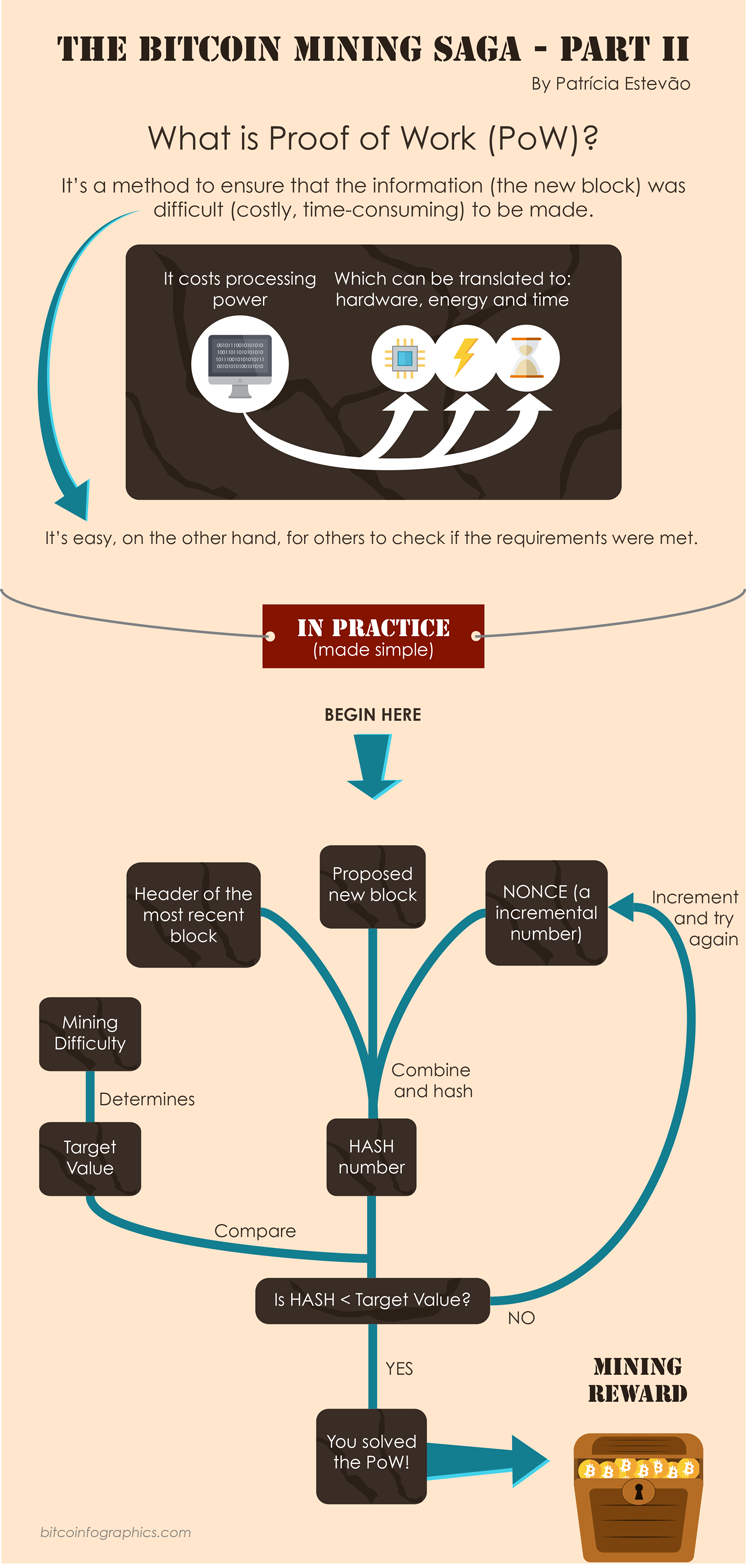 THE BITCOIN MINING SAGA - PART II
By Patrícia Estevão
What is Proof of Work (PoW)?
It's a method to ensure that the information (the new block) was
difficult (costly, time-consuming) to be made.
It costs processing
power
Which can be translated to:
hardware, energy and time
00101110010101010
10011011010101010
10111001010101011
00101010100101010
It's easy, on the other hand, for others to check if the requirements were met.
IN PRACTICE
(made simple)
BEGIN HERE
Header of the
most recent
block
Proposed
new block
NONCE (a
incremental
number)
Increment
and try
again
Mining
Difficulty
Determines
Target
Value
Combine
and hash
HASH
number
Compare
Is HASH < Target Value?
NO
YES
You solved
the PoW!
MINING
REWARD
bitcoinfographics.com